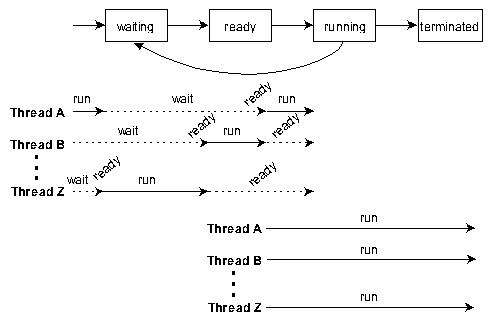 waiting ready running terminated
run wait ready run
Thread A
wait ready run ready
Thread B
wait ready run ready
Thread Z
run
Thread A
run
Thread B
run
Thread Z